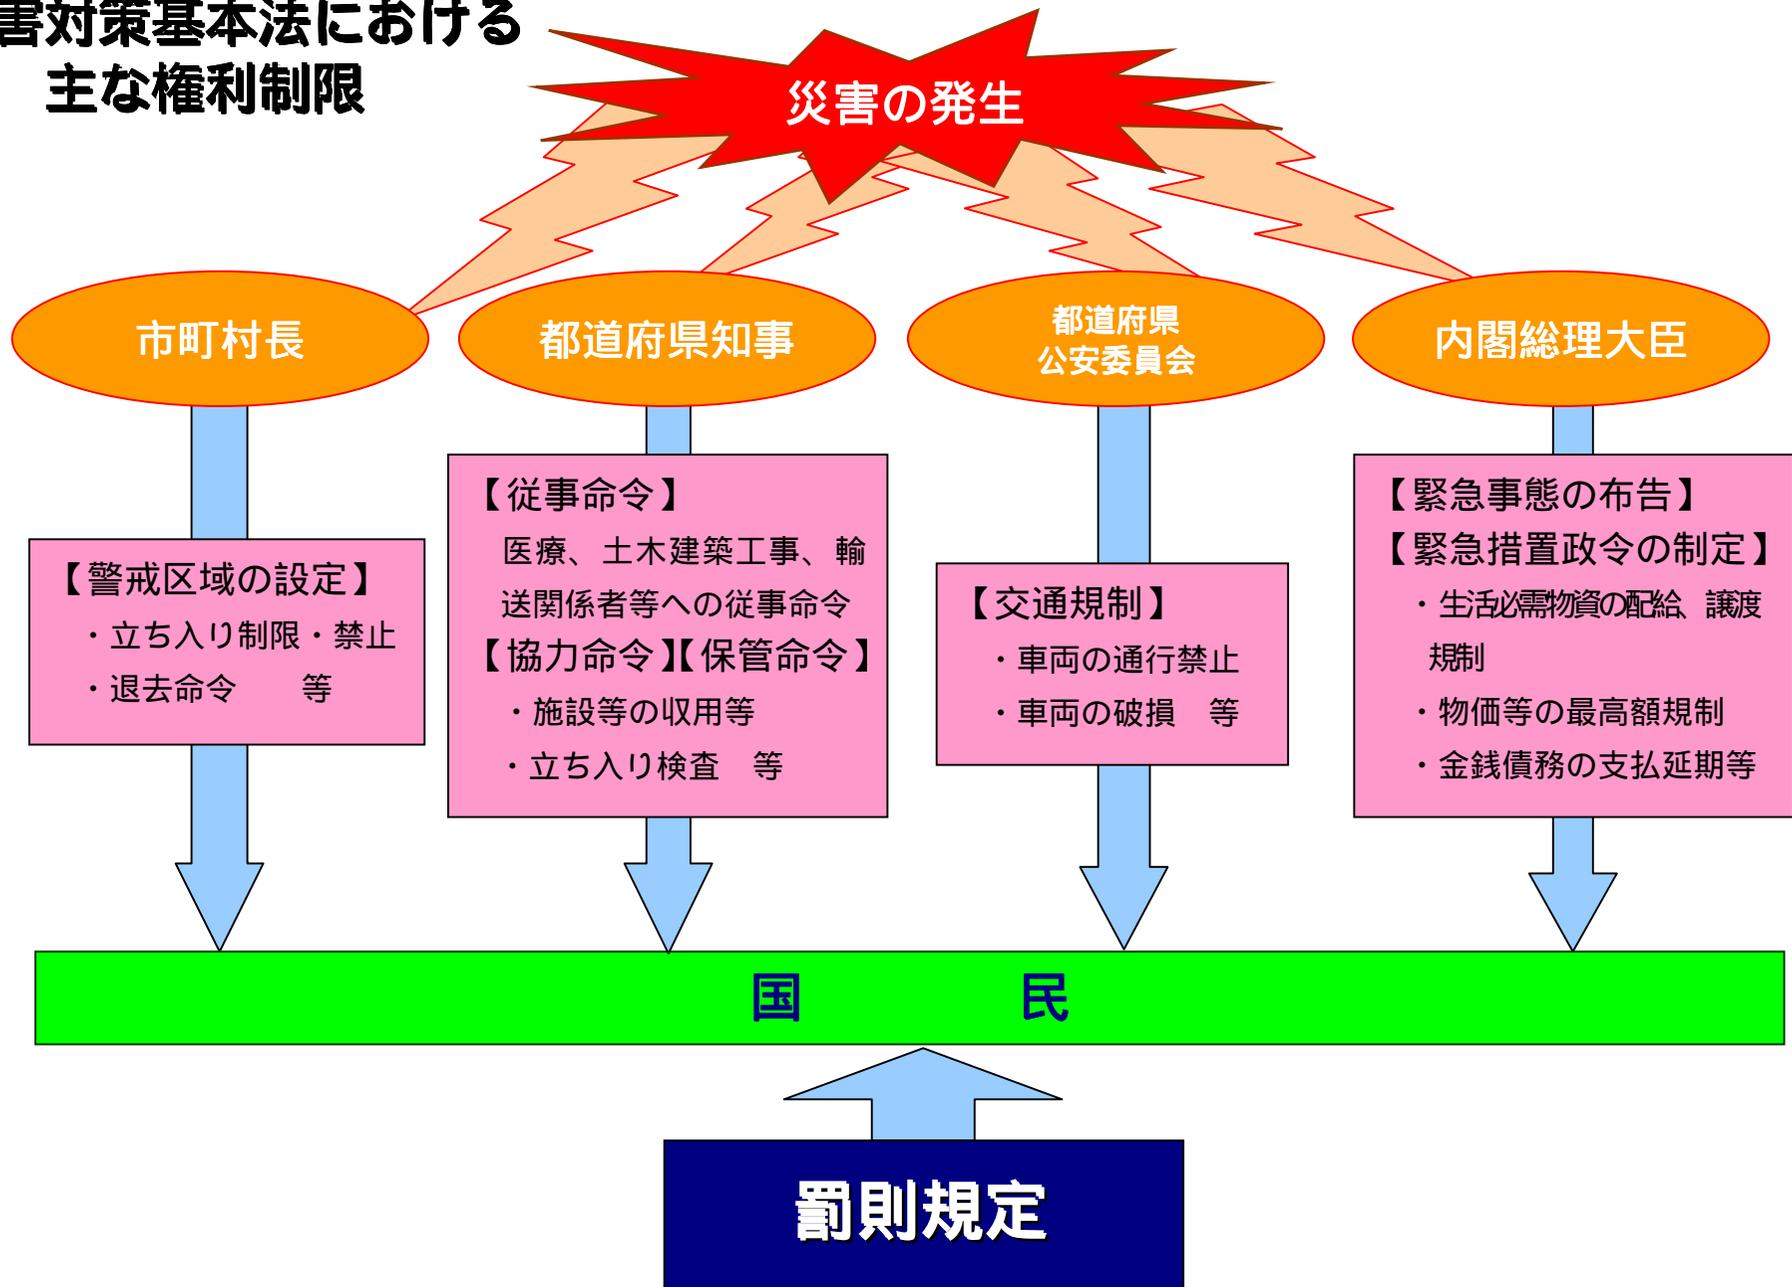 害対策基本法における
主な権利制限
災害の発生
市町村長
都道府県知事
都道府県
公安委員会
内閣総理大臣
【警戒区域の設定】
・立ち入り制限・禁止
・退去命令　　等
【従事命令】
医療、土木建築工事、輸
送関係者等への従事命令
【協力命令】【保管命令】
・施設等の収用等
・立ち入り検査　等
【交通規制】
・車両の通行禁止
・車両の破損　等
【緊急事態の布告】
【緊急措置政令の制定】
・生活必需物資の配給、譲渡
規制
・物価等の最高額規制
・金銭債務の支払延期等
国　　　　民
罰則規定